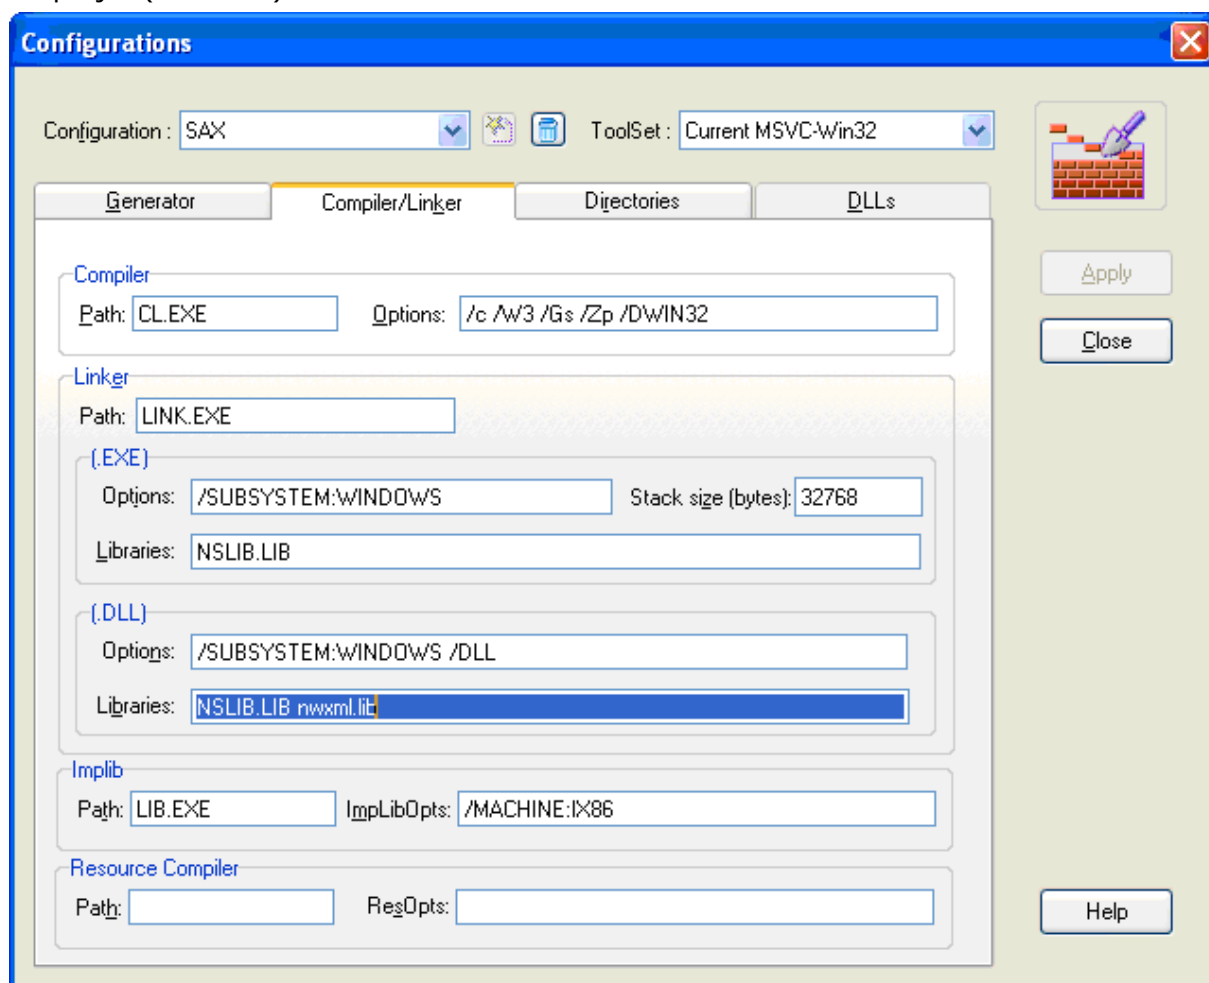 Configurations
Configuration : SAX ToolSet : Current MSVC-Win32
Generator Compiler/Linker Directories DLLs
Compiler
Path: CL.EXE Options: /c /W3 /Gs /Zp /DWIN32
Apply
Close
Linker
Path: LINK.EXE
(.EXE)
Options: /SUBSYSTEM:WINDOWS Stack size (bytes): 32768
Libraries: NSLIB.LIB
(.DLL)
Options: /SUBSYSTEM:WINDOWS /DLL
Libraries: NSLIB.LIB nwxml.lib
Implib
Path: LIB.EXE ImpLibOpts: /MACHINE:IX86
Resource Compiler
Path: ResOpts:
Help